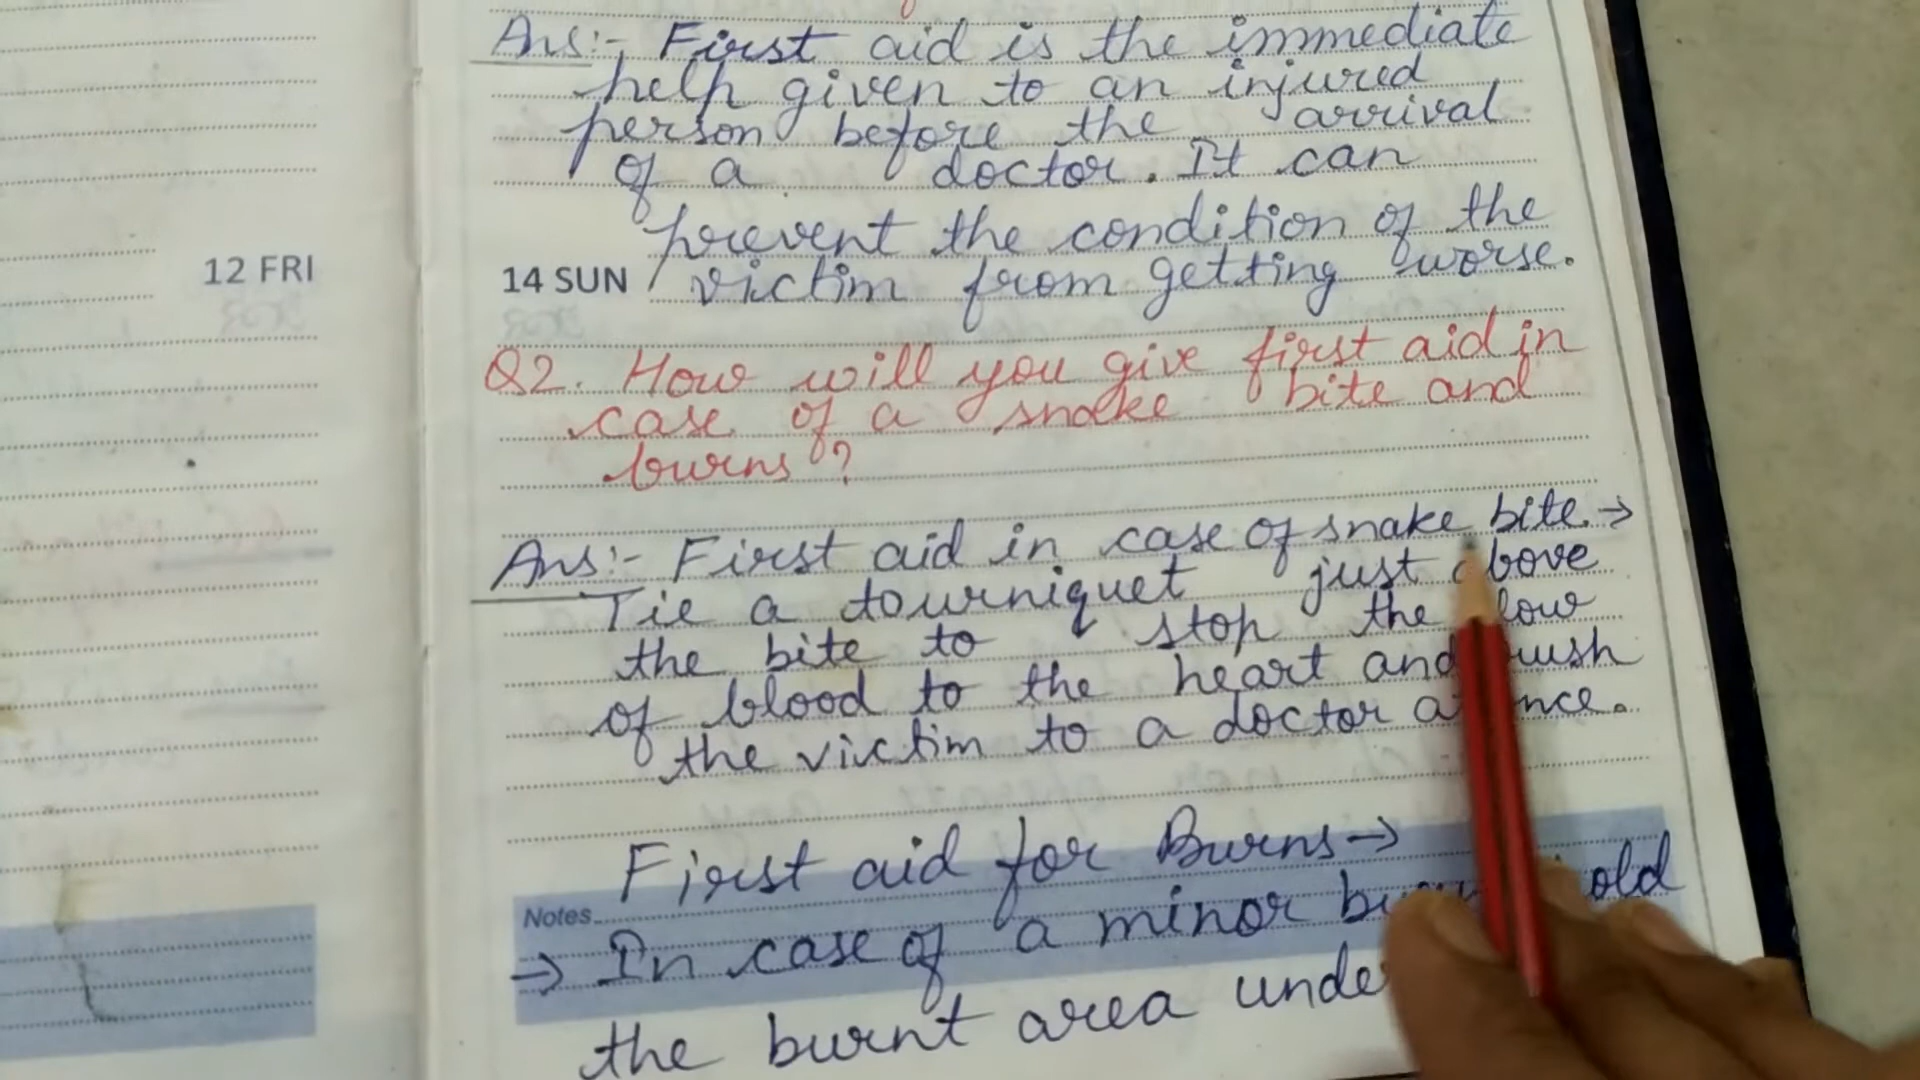 Ans:- First aid is the immediate
help given to an injured
person before the arrival
of a doctor. It can
prevent the condition of the
12 FRI
14 SUN victim from getting worse.
Q2. How will you give first aid in
case of a snake bite and
burns?
Ans:- First aid in case of snake bite. →
Tie a tourniquet just above
the bite to stop the flow
of blood to the heart and rush
the victim to a doctor at once.
First aid for Burns →
Notes
→ In case of a minor old
the burnt area